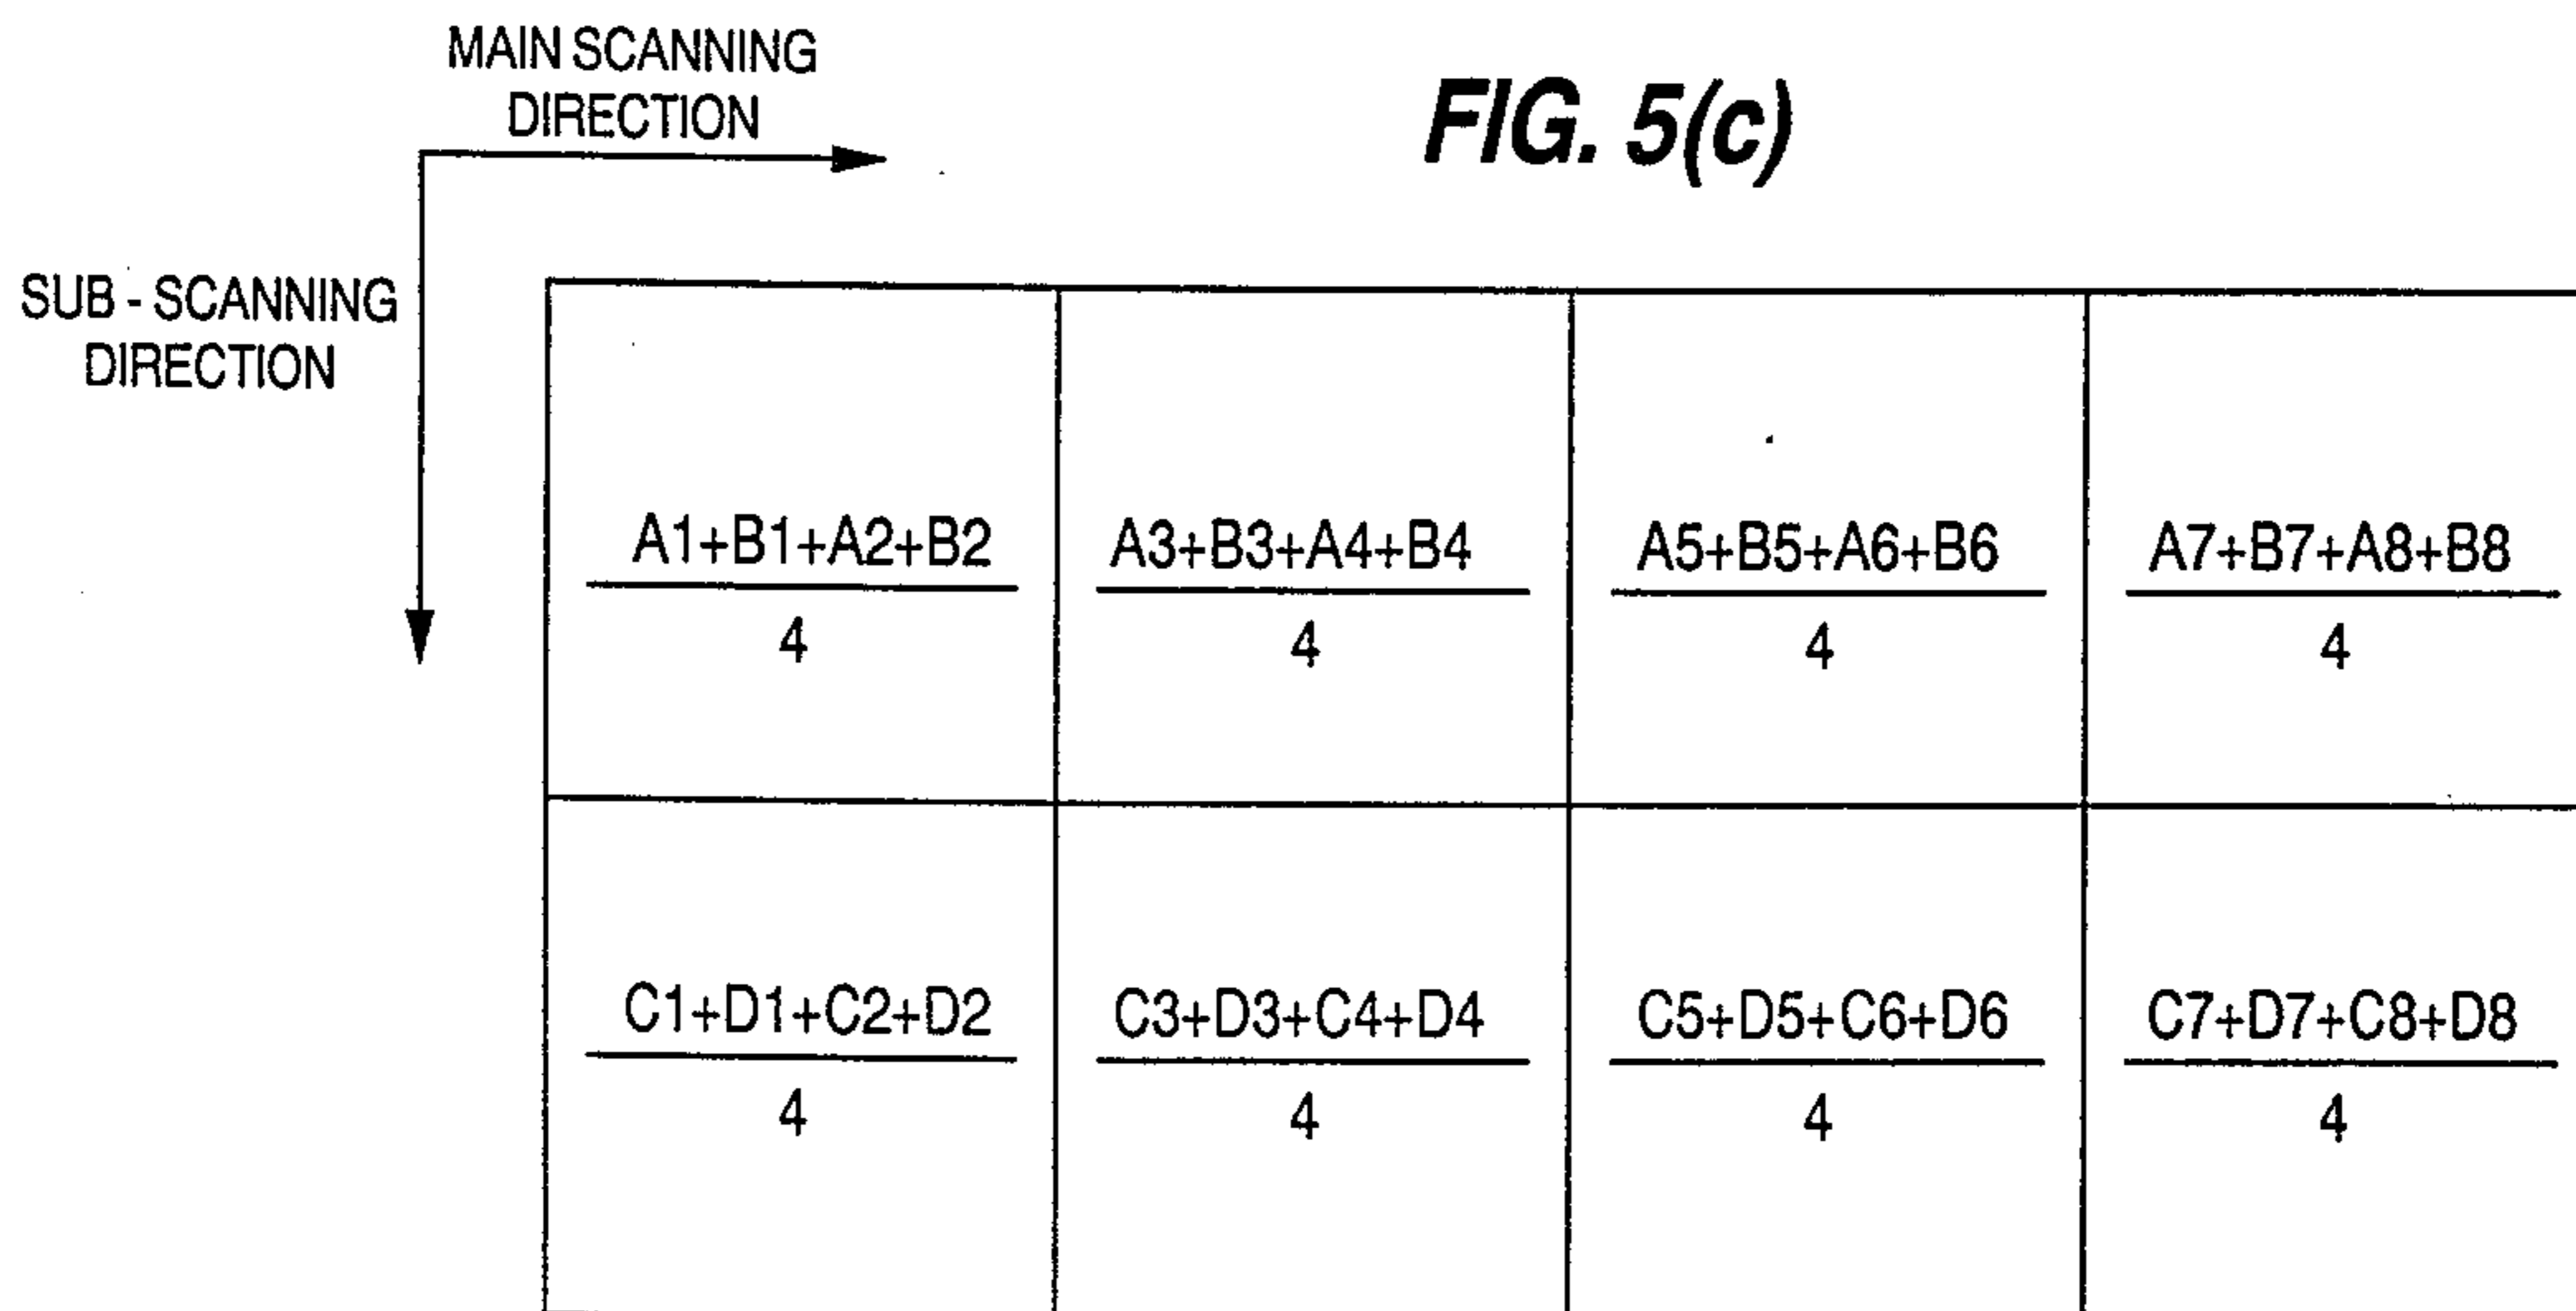 MAIN SCANNING
DIRECTION
FIG. 5(c)
SUB - SCANNING
DIRECTION
A1+B1+A2+B2
4
A3+B3+A4+B4
4
A5+B5+A6+B6
4
A7+B7+A8+B8
4
C1+D1+C2+D2
4
C3+D3+C4+D4
4
C5+D5+C6+D6
4
C7+D7+C8+D8
4